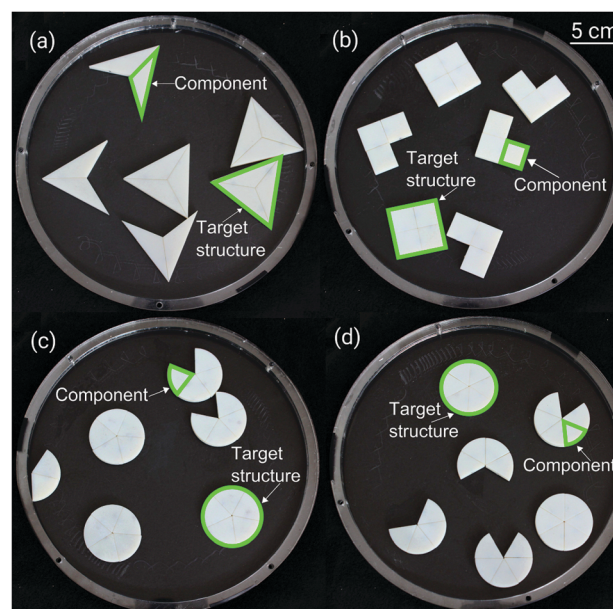 (a)
Component
Target
structure
(b)
5 cm
Target
structure
Component
(c)
Component
Target
structure
(d)
Target
structure
Component